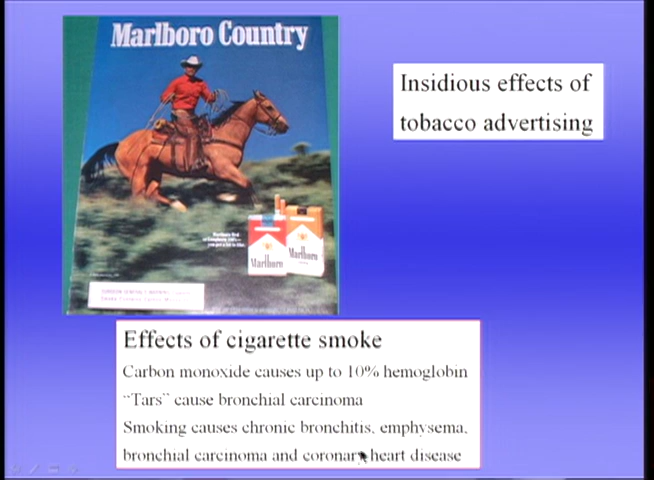 Marlboro Country
Insidious effects of
tobacco advertising
Marlboro
Marlboro
Effects of cigarette smoke
Carbon monoxide causes up to 10% hemoglobin
“Tars” cause bronchial carcinoma
Smoking causes chronic bronchitis, emphysema,
bronchial carcinoma and coronary heart disease